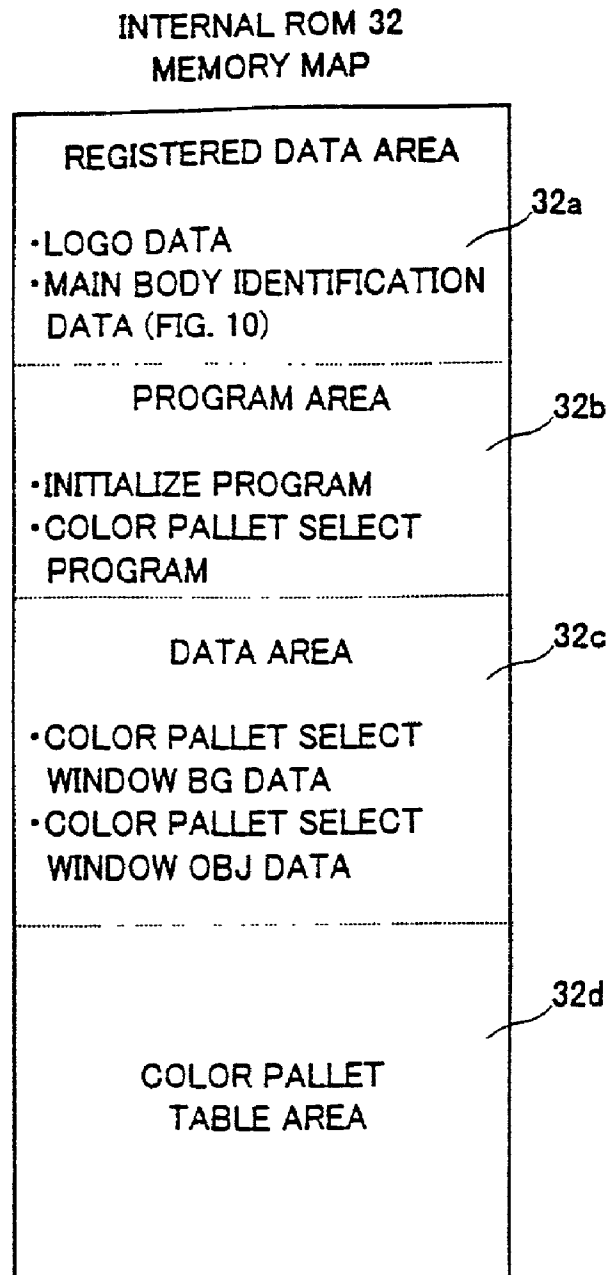 INTERNAL ROM 32
MEMORY MAP
REGISTERED DATA AREA
32a
·LOGO DATA
·MAIN BODY IDENTIFICATION
DATA (FIG. 10)
PROGRAM AREA
32b
·INITIALIZE PROGRAM
·COLOR PALLET SELECT
PROGRAM
DATA AREA
32c
·COLOR PALLET SELECT
WINDOW BG DATA
·COLOR PALLET SELECT
WINDOW OBJ DATA
32d
COLOR PALLET
TABLE AREA